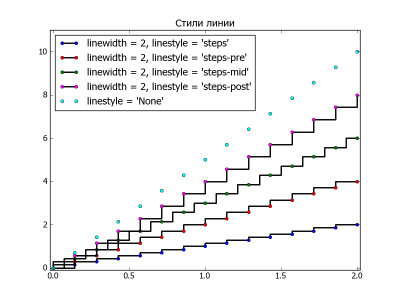 Стили линии
linewidth = 2, linestyle = 'steps'
linewidth = 2, linestyle = 'steps-pre'
linewidth = 2, linestyle = 'steps-mid'
linewidth = 2, linestyle = 'steps-post'
linestyle = 'None'
10
8
6
4
2
0
0.0 0.5 1.0 1.5 2.0